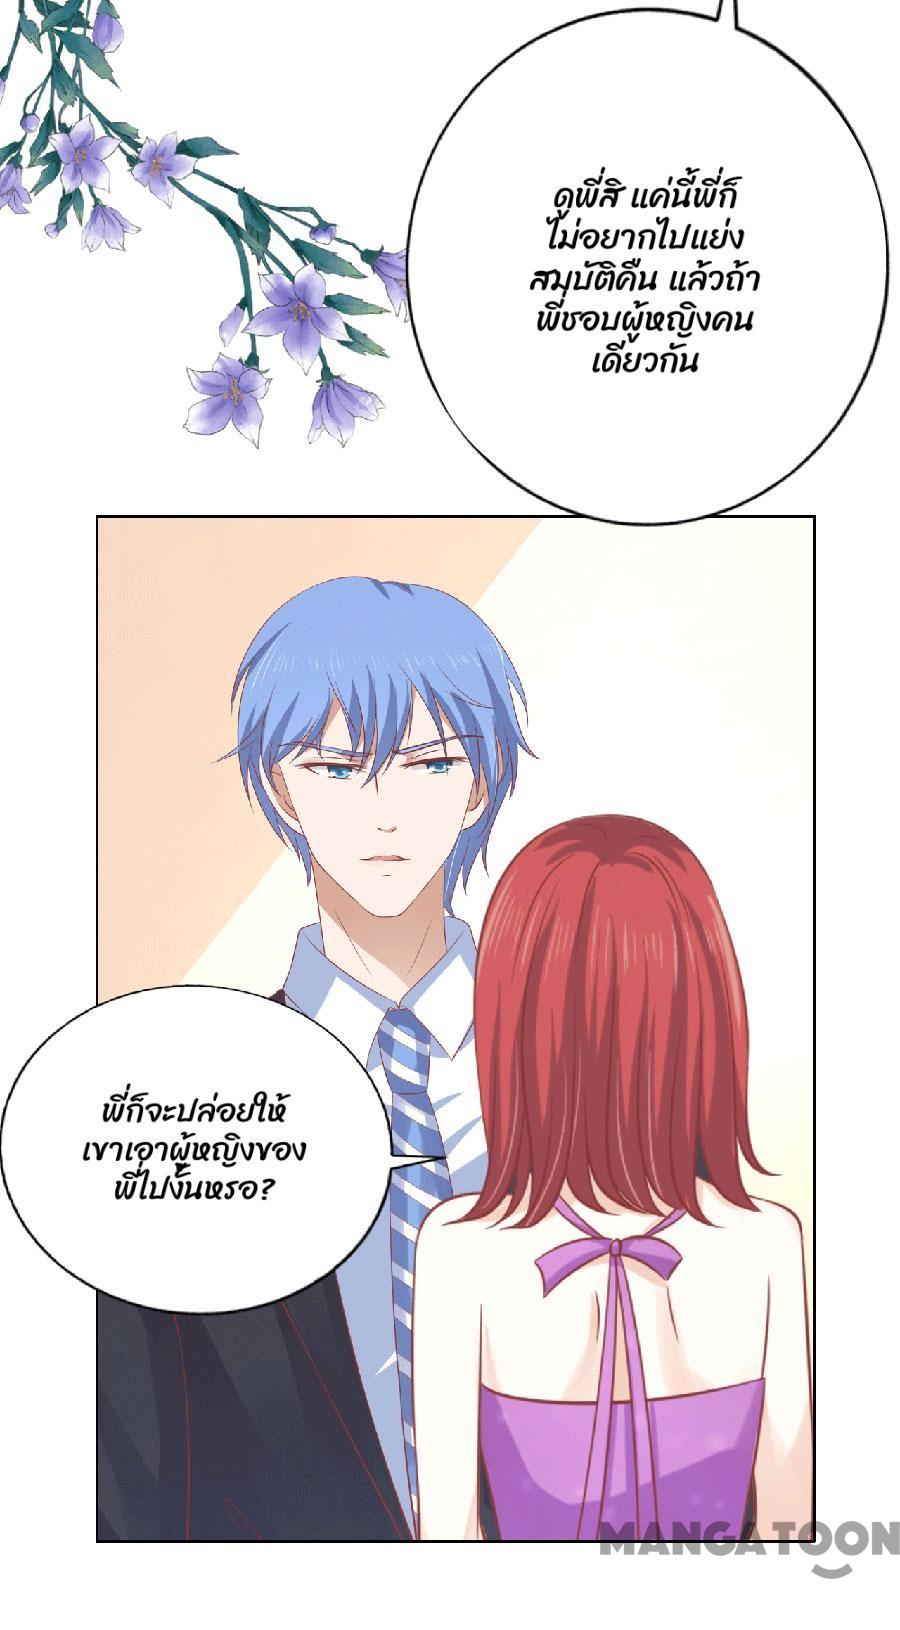 ดูพี่สิ แค่นี้พี่ก็
ไม่อยากไปแย่ง
สมบัติคืน แล้วถ้า
พี่ชอบผู้หญิงคน
เดียวกัน
พี่ก็จะปล่อยให้
เขาเอาผู้หญิงของ
พี่ไปงั้นหรอ?
MANGATOON